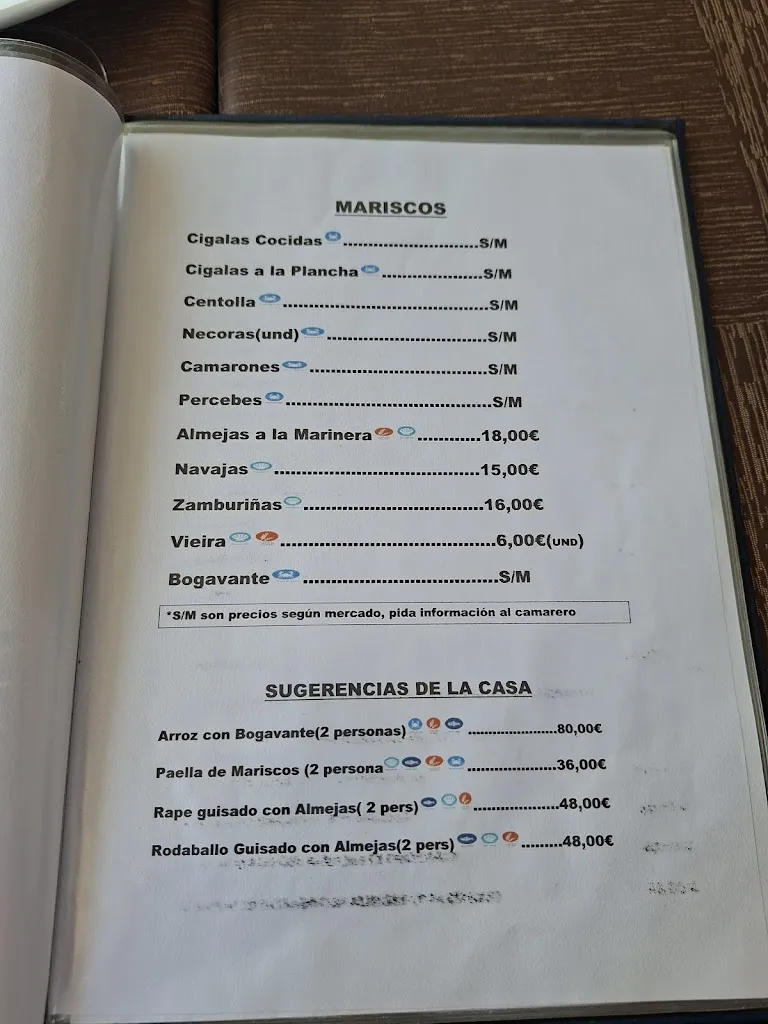 MARISCOS
Cigalas Cocidas.............................S/M
Cigalas a la Plancha.....................S/M
Centolla...........................................S/M
Necoras(und).................................S/M
Camarones.....................................S/M
Percebes..........................................S/M
Almejas a la Marinera............18,00€
Navajas.........................................15,00€
Zamburiñas....................................16,00€
Vieira...........................................6,00€(UND)
Bogavante.......................................S/M
*S/M son precios según mercado, pida información al camarero
SUGERENCIAS DE LA CASA
Arroz con Bogavante(2 personas)......................80,00€
Paella de Mariscos (2 persona......................36,00€
Rape guisado con Almejas( 2 pers).....................48,00€
Rodaballo Guisado con Almejas(2 pers).........48,00€